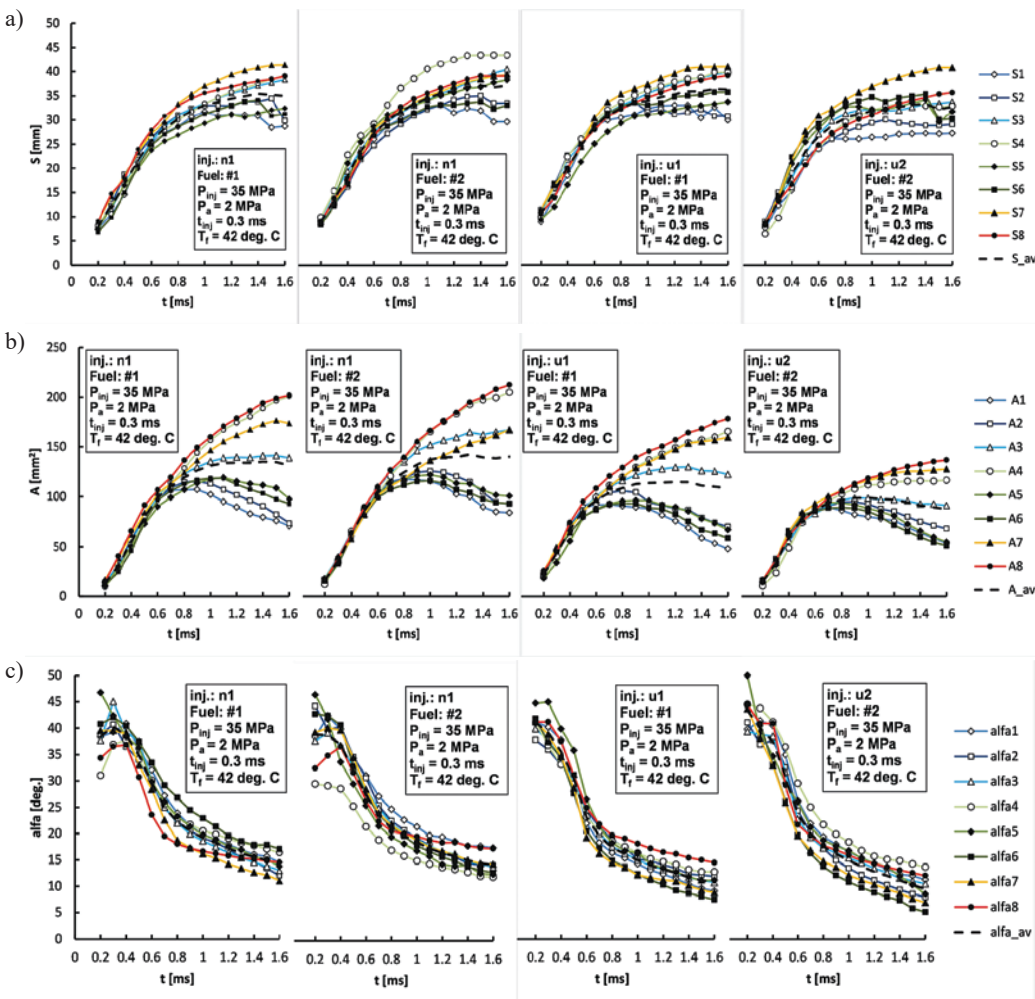 a)
50
45
40
35
30
25
20
15
10
5
0
S [mm]
inj.: n1
Fuel: #1
Pinj = 35 MPa
Pa = 2 MPa
tinj = 0.3 ms
Tf = 42 deg. C
inj.: n1
Fuel: #2
Pinj = 35 MPa
Pa = 2 MPa
tinj = 0.3 ms
Tf = 42 deg. C
inj.: u1
Fuel: #1
Pinj = 35 MPa
Pa = 2 MPa
tinj = 0.3 ms
Tf = 42 deg. C
inj.: u2
Fuel: #2
Pinj = 35 MPa
Pa = 2 MPa
tinj = 0.3 ms
Tf = 42 deg. C
S1
S2
S3
S4
S5
S6
S7
S8
S_av
0 0.2 0.4 0.6 0.8 1 1.2 1.4 1.6
0 0.2 0.4 0.6 0.8 1 1.2 1.4 1.6
0 0.2 0.4 0.6 0.8 1 1.2 1.4 1.6
0 0.2 0.4 0.6 0.8 1 1.2 1.4 1.6
t [ms]
t [ms]
t [ms]
t [ms]
b)
250
200
150
100
50
0
A [mm²]
inj.: n1
Fuel: #1
Pinj = 35 MPa
Pa = 2 MPa
tinj = 0.3 ms
Tf = 42 deg. C
inj.: n1
Fuel: #2
Pinj = 35 MPa
Pa = 2 MPa
tinj = 0.3 ms
Tf = 42 deg. C
inj.: u1
Fuel: #1
Pinj = 35 MPa
Pa = 2 MPa
tinj = 0.3 ms
Tf = 42 deg. C
inj.: u2
Fuel: #2
Pinj = 35 MPa
Pa = 2 MPa
tinj = 0.3 ms
Tf = 42 deg. C
A1
A2
A3
A4
A5
A6
A7
A8
A_av
0 0.2 0.4 0.6 0.8 1 1.2 1.4 1.6
0 0.2 0.4 0.6 0.8 1 1.2 1.4 1.6
0 0.2 0.4 0.6 0.8 1 1.2 1.4 1.6
0 0.2 0.4 0.6 0.8 1 1.2 1.4 1.6
t [ms]
t [ms]
t [ms]
t [ms]
c)
50
45
40
35
30
25
20
15
10
5
0
alfa [deg.]
inj.: n1
Fuel: #1
Pinj = 35 MPa
Pa = 2 MPa
tinj = 0.3 ms
Tf = 42 deg. C
inj.: n1
Fuel: #2
Pinj = 35 MPa
Pa = 2 MPa
tinj = 0.3 ms
Tf = 42 deg. C
inj.: u1
Fuel: #1
Pinj = 35 MPa
Pa = 2 MPa
tinj = 0.3 ms
Tf = 42 deg. C
inj.: u2
Fuel: #2
Pinj = 35 MPa
Pa = 2 MPa
tinj = 0.3 ms
Tf = 42 deg. C
alfa1
alfa2
alfa3
alfa4
alfa5
alfa6
alfa7
alfa8
alfa_av
0 0.2 0.4 0.6 0.8 1 1.2 1.4 1.6
0 0.2 0.4 0.6 0.8 1 1.2 1.4 1.6
0 0.2 0.4 0.6 0.8 1 1.2 1.4 1.6
0 0.2 0.4 0.6 0.8 1 1.2 1.4 1.6
t [ms]
t [ms]
t [ms]
t [ms]